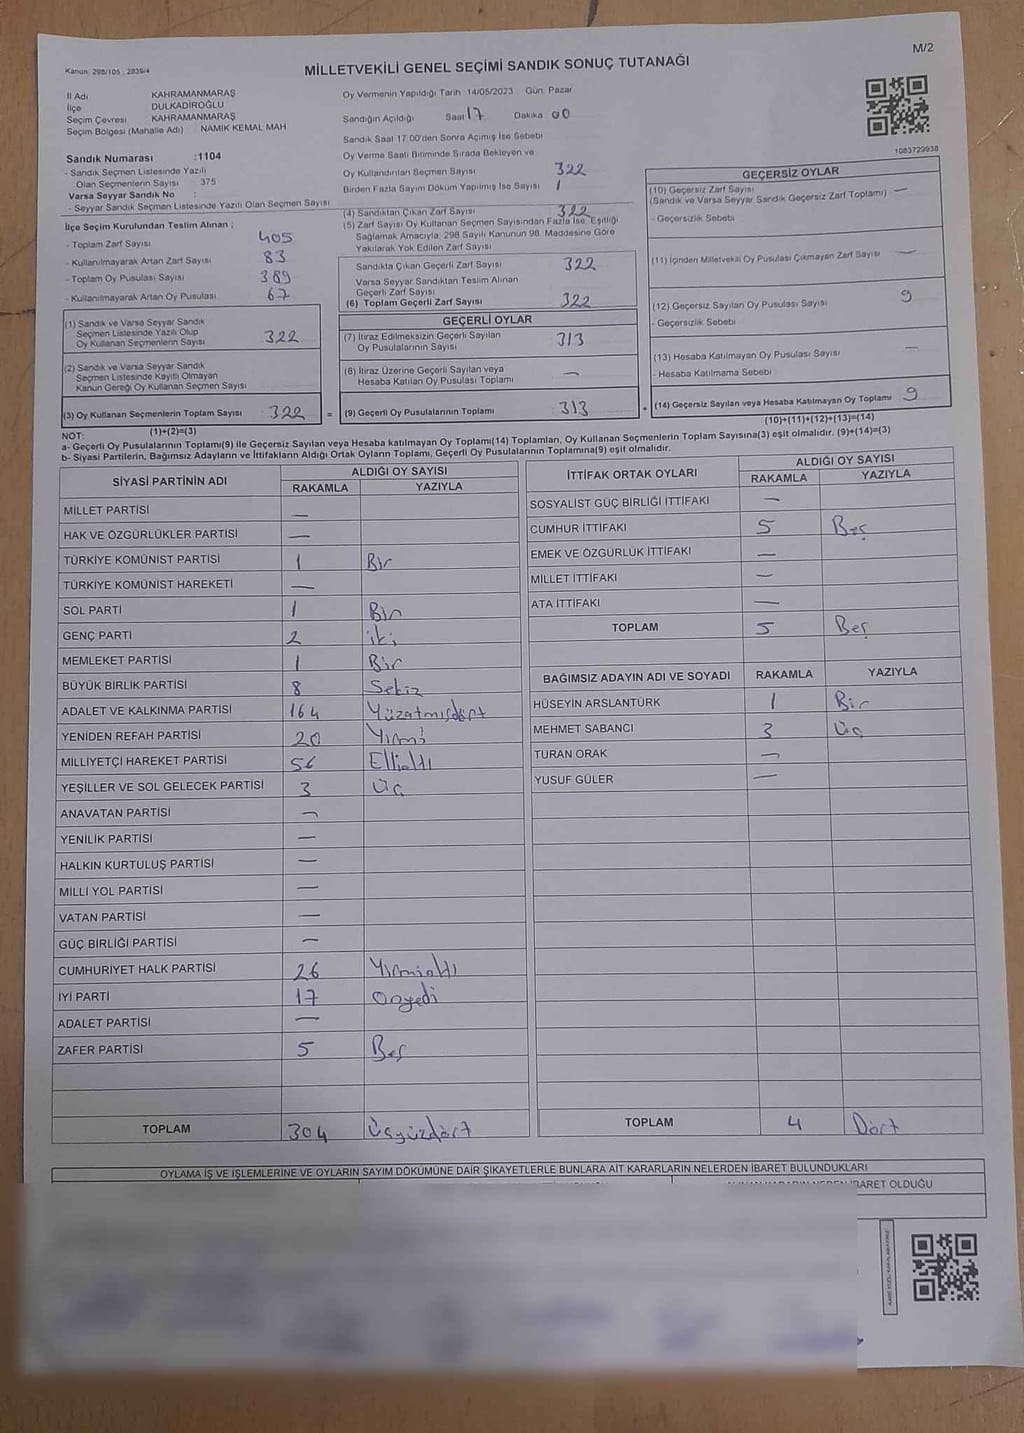 M/2
Kanun: 298/105 , 2839/4
MİLLETVEKİLİ GENEL SEÇİMİ SANDIK SONUÇ TUTANAĞI
İl Adı KAHRAMANMARAŞ
İlçe DULKADİROĞLU
Seçim Çevresi KAHRAMANMARAŞ
Seçim Bölgesi (Mahalle Adı) NAMIK KEMAL MAH
Sandık Numarası :1104
- Sandık Seçmen Listesinde Yazılı
Olan Seçmenlerin Sayısı 375
Varsa Seyyar Sandık No :
- Seyyar Sandık Seçmen Listesinde Yazılı Olan Seçmen Sayısı
İlçe Seçim Kurulundan Teslim Alınan ;
- Toplam Zarf Sayısı 405
- Kullanılmayarak Artan Zarf Sayısı 83
- Toplam Oy Pusulası Sayısı 389
- Kullanılmayarak Artan Oy Pusulası 67
(1) Sandık ve Varsa Seyyar Sandık
Seçmen Listesinde Yazılı Olup
Oy Kullanan Seçmenlerin Sayısı 322
(2) Sandık ve Varsa Seyyar Sandık
Seçmen Listesinde Kayıtlı Olmayan
Kanun Gereği Oy Kullanan Seçmen Sayısı
(3) Oy Kullanan Seçmenlerin Toplam Sayısı 322 =
(1)+(2)=(3)
Oy Vermenin Yapıldığı Tarih 14/05/2023 Gün: Pazar
Sandığın Açıldığı Saat 17 Dakika 00
Sandık Saat 17.00'den Sonra Açılmış İse Sebebi
Oy Verme Saati Bitiminde Sırada Bekleyen ve
Oy Kullandırılan Seçmen Sayısı 322
Birden Fazla Sayım Döküm Yapılmış İse Sayısı 1
(4) Sandıktan Çıkan Zarf Sayısı 322
(5) Zarf Sayısı Oy Kullanan Seçmen Sayısından Fazla İse, Eşitliği
Sağlamak Amacıyla, 298 Sayılı Kanunun 98. Maddesine Göre
Yakılarak Yok Edilen Zarf Sayısı
Sandıkta Çıkan Geçerli Zarf Sayısı 322
Varsa Seyyar Sandıktan Teslim Alınan
Geçerli Zarf Sayısı
(6) Toplam Geçerli Zarf Sayısı 322
GEÇERLİ OYLAR
(7) İtiraz Edilmeksizin Geçerli Sayılan
Oy Pusulalarının Sayısı 313
(8) İtiraz Üzerine Geçerli Sayılan veya
Hesaba Katılan Oy Pusulası Toplamı —
(9) Geçerli Oy Pusulalarının Toplamı 313 +
1083729938
GEÇERSİZ OYLAR
(10) Geçersiz Zarf Sayısı
(Sandık ve Varsa Seyyar Sandık Geçersiz Zarf Toplamı) —
- Geçersizlik Sebebi
(11) İçinden Milletvekili Oy Pusulası Çıkmayan Zarf Sayısı —
(12) Geçersiz Sayılan Oy Pusulası Sayısı 9
- Geçersizlik Sebebi
(13) Hesaba Katılmayan Oy Pusulası Sayısı —
- Hesaba Katılmama Sebebi
(14) Geçersiz Sayılan veya Hesaba Katılmayan Oy Toplamı 9
(10)+(11)+(12)+(13)=(14)
NOT:
a- Geçerli Oy Pusulalarının Toplamı(9) ile Geçersiz Sayılan veya Hesaba katılmayan Oy Toplamı(14) Toplamları, Oy Kullanan Seçmenlerin Toplam Sayısına(3) eşit olmalıdır. (9)+(14)=(3)
b- Siyasi Partilerin, Bağımsız Adayların ve İttifakların Aldığı Ortak Oyların Toplamı, Geçerli Oy Pusulalarının Toplamına(9) eşit olmalıdır.
SİYASİ PARTİNİN ADI ALDIĞI OY SAYISI
RAKAMLA YAZIYLA
MİLLET PARTİSİ —
HAK VE ÖZGÜRLÜKLER PARTİSİ —
TÜRKİYE KOMÜNİST PARTİSİ 1 Bir
TÜRKİYE KOMÜNİST HAREKETİ —
SOL PARTİ 1 Bir
GENÇ PARTİ 2 iki
MEMLEKET PARTİSİ 1 Bir
BÜYÜK BİRLİK PARTİSİ 8 Sekiz
ADALET VE KALKINMA PARTİSİ 164 Yüzatmışdört
YENİDEN REFAH PARTİSİ 20 Yirmi
MİLLİYETÇİ HAREKET PARTİSİ 56 Ellialtı
YEŞİLLER VE SOL GELECEK PARTİSİ 3 Üç
ANAVATAN PARTİSİ —
YENİLİK PARTİSİ —
HALKIN KURTULUŞ PARTİSİ —
MİLLİ YOL PARTİSİ —
VATAN PARTİSİ —
GÜÇ BİRLİĞİ PARTİSİ —
CUMHURİYET HALK PARTİSİ 26 Yirmialtı
İYİ PARTİ 17 Onyedi
ADALET PARTİSİ —
ZAFER PARTİSİ 5 Beş
TOPLAM 304 Üçyüzdört
İTTİFAK ORTAK OYLARI ALDIĞI OY SAYISI
RAKAMLA YAZIYLA
SOSYALİST GÜÇ BİRLİĞİ İTTİFAKI —
CUMHUR İTTİFAKI 5 Beş
EMEK VE ÖZGÜRLÜK İTTİFAKI —
MİLLET İTTİFAKI —
ATA İTTİFAKI —
TOPLAM 5 Beş
BAĞIMSIZ ADAYIN ADI VE SOYADI RAKAMLA YAZIYLA
HÜSEYİN ARSLANTÜRK 1 Bir
MEHMET SABANCI 3 Üç
TURAN ORAK —
YUSUF GÜLER —
TOPLAM 4 Dört
OYLAMA İŞ VE İŞLEMLERİNE VE OYLARIN SAYIM DÖKÜMÜNE DAİR ŞİKAYETLERLE BUNLARA AİT KARARLARIN NELERDEN İBARET BULUNDUKLARI
İBARET OLDUĞU